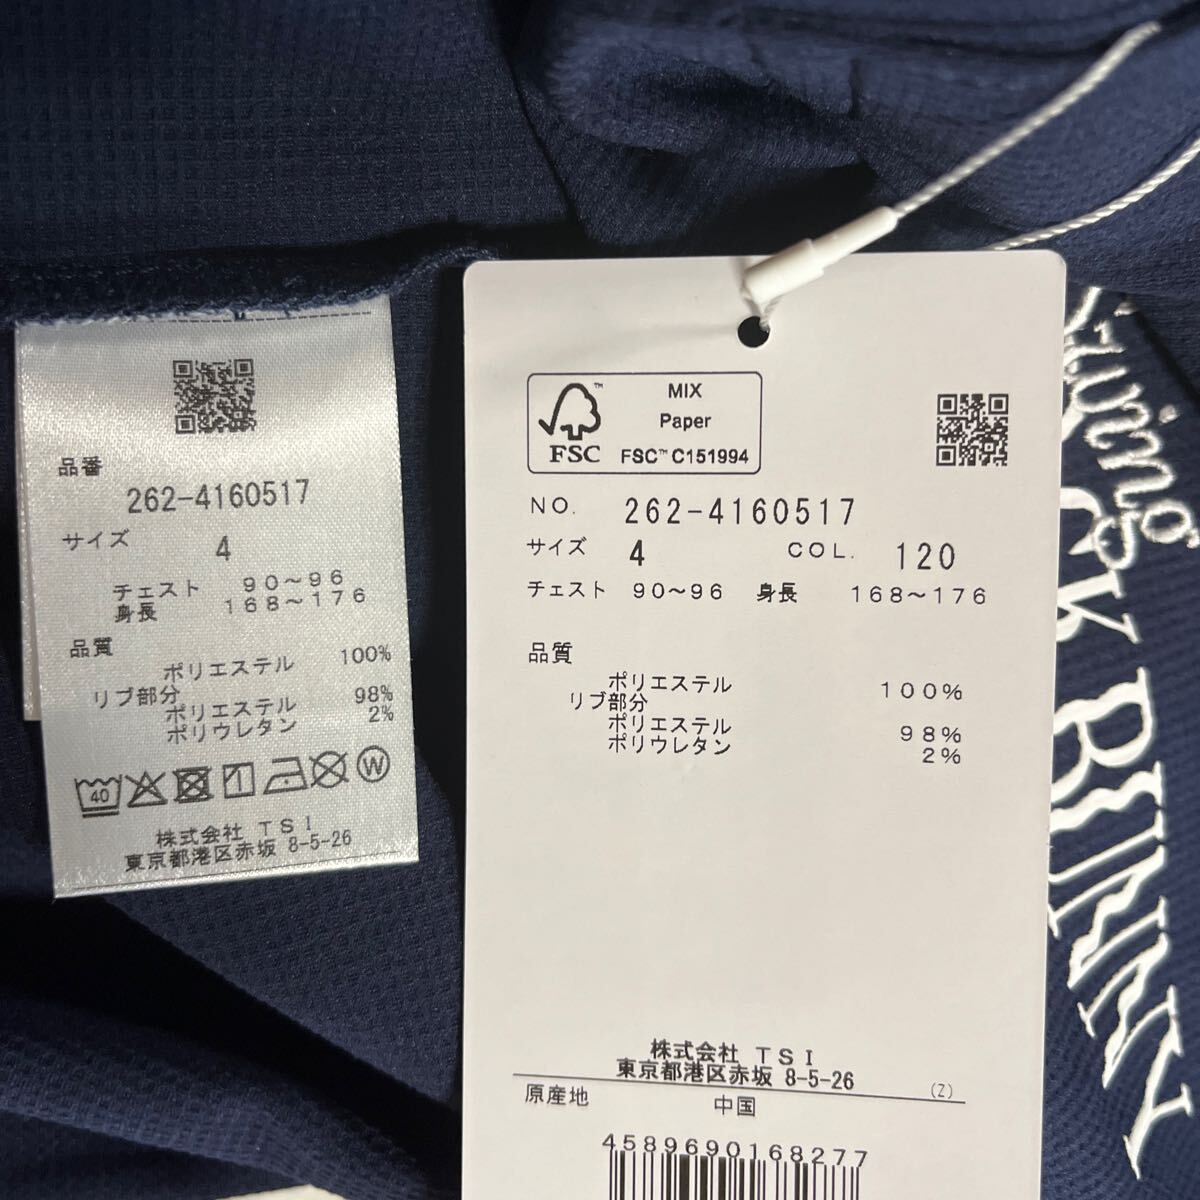 品番
262-4160517
サイズ 4
チェスト 90～96
身長 168～176
品質
ポリエステル 100%
リブ部分
ポリエステル 98%
ポリウレタン 2%
40
W
株式会社 TSI
東京都港区赤坂 8-5-26
MIX
Paper
FSC™
FSC™ C151994
NO. 262-4160517
サイズ 4 COL. 120
チェスト 90～96 身長 168～176
品質
ポリエステル 100%
リブ部分
ポリエステル 98%
ポリウレタン 2%
株式会社 TSI
東京都港区赤坂 8-5-26
(Z)
原産地 中国
4589690168277
BUNNY